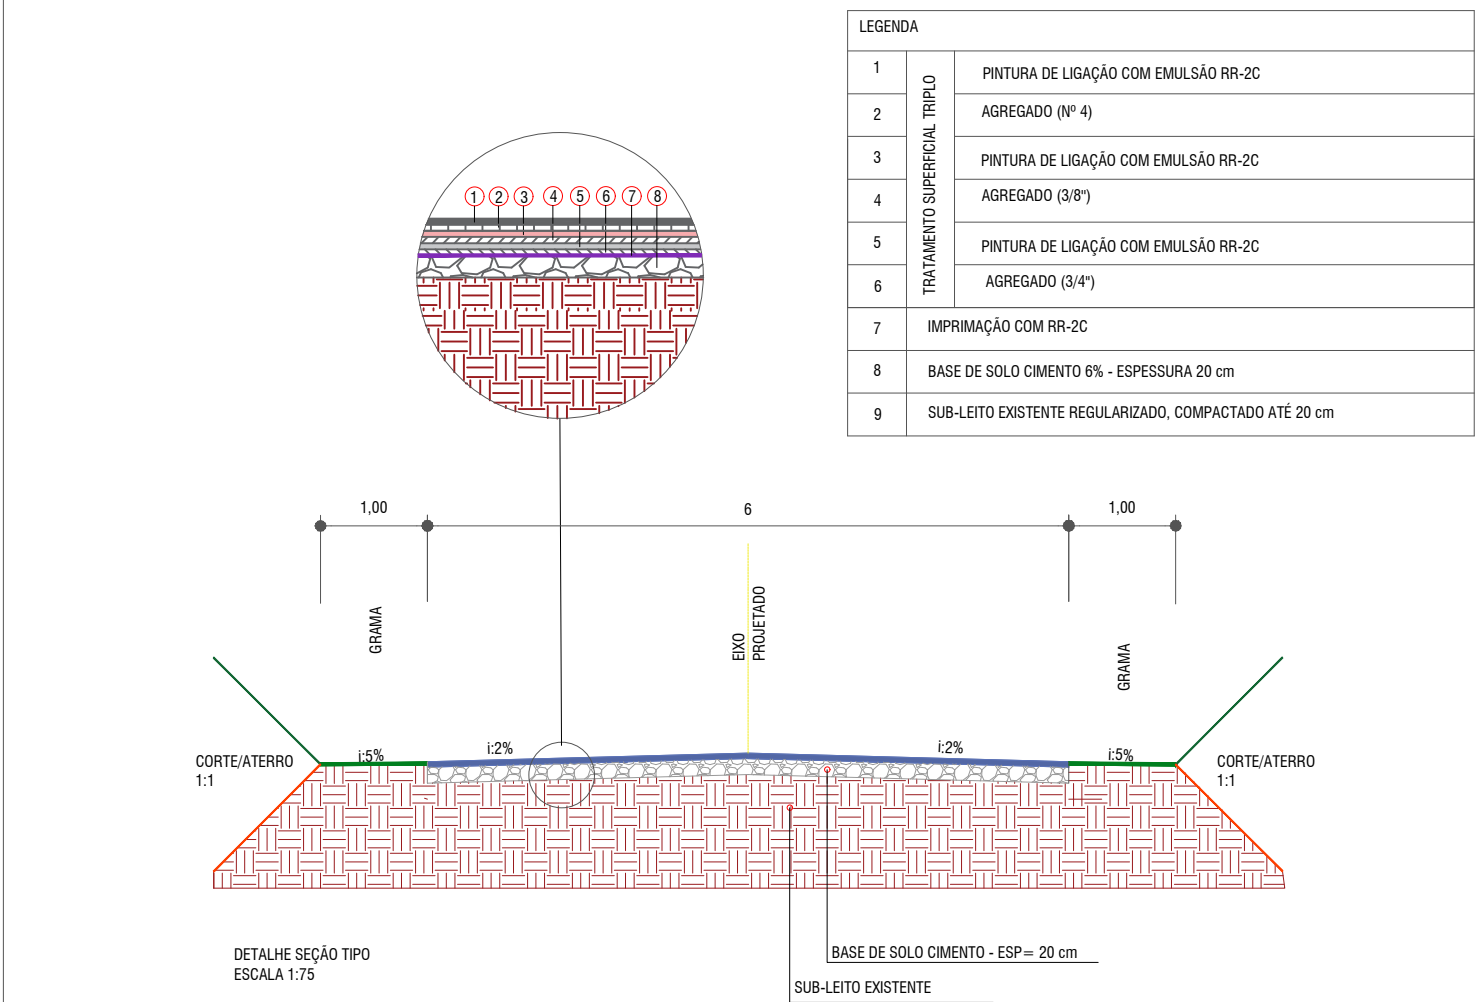 LEGENDA
1 PINTURA DE LIGAÇÃO COM EMULSÃO RR-2C
2 AGREGADO (Nº 4)
3 PINTURA DE LIGAÇÃO COM EMULSÃO RR-2C
4 AGREGADO (3/8")
5 PINTURA DE LIGAÇÃO COM EMULSÃO RR-2C
6 AGREGADO (3/4")
TRATAMENTO SUPERFICIAL TRIPLO
7 IMPRIMAÇÃO COM RR-2C
8 BASE DE SOLO CIMENTO 6% - ESPESSURA 20 cm
9 SUB-LEITO EXISTENTE REGULARIZADO, COMPACTADO ATÉ 20 cm
1 2 3 4 5 6 7 8
1,00 6 1,00
GRAMA
EIXO
PROJETADO
GRAMA
CORTE/ATERRO
1:1
i:5% i:2% i:2% i:5%
CORTE/ATERRO
1:1
BASE DE SOLO CIMENTO - ESP= 20 cm
SUB-LEITO EXISTENTE
DETALHE SEÇÃO TIPO
ESCALA 1:75